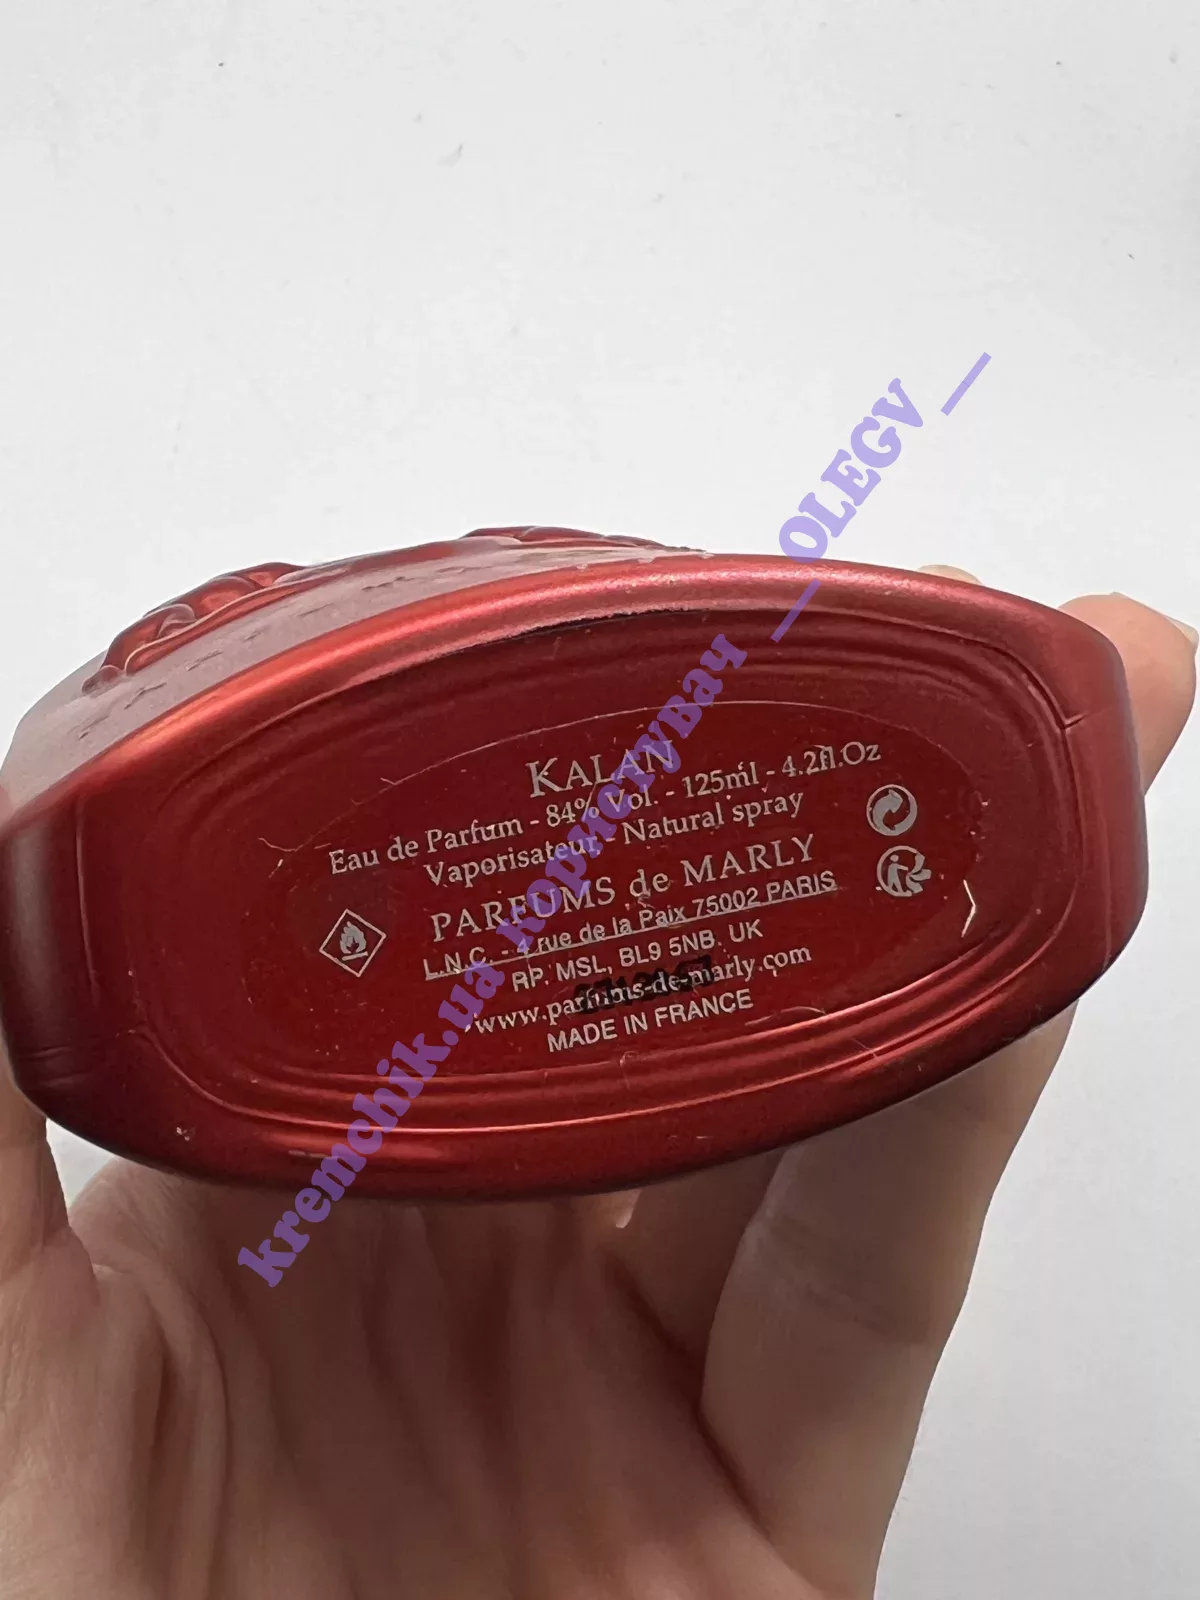 KALAN
Eau de Parfum - 84% Vol. - 125ml - 4.2fl.Oz
Vaporisateur - Natural spray
PARFUMS de MARLY
L.N.C. - 4 rue de la Paix 75002 PARIS
RP. MSL, BL9 5NB. UK
www.parfums-de-marly.com
MADE IN FRANCE
kremchik.ua користувач __OLEGV__